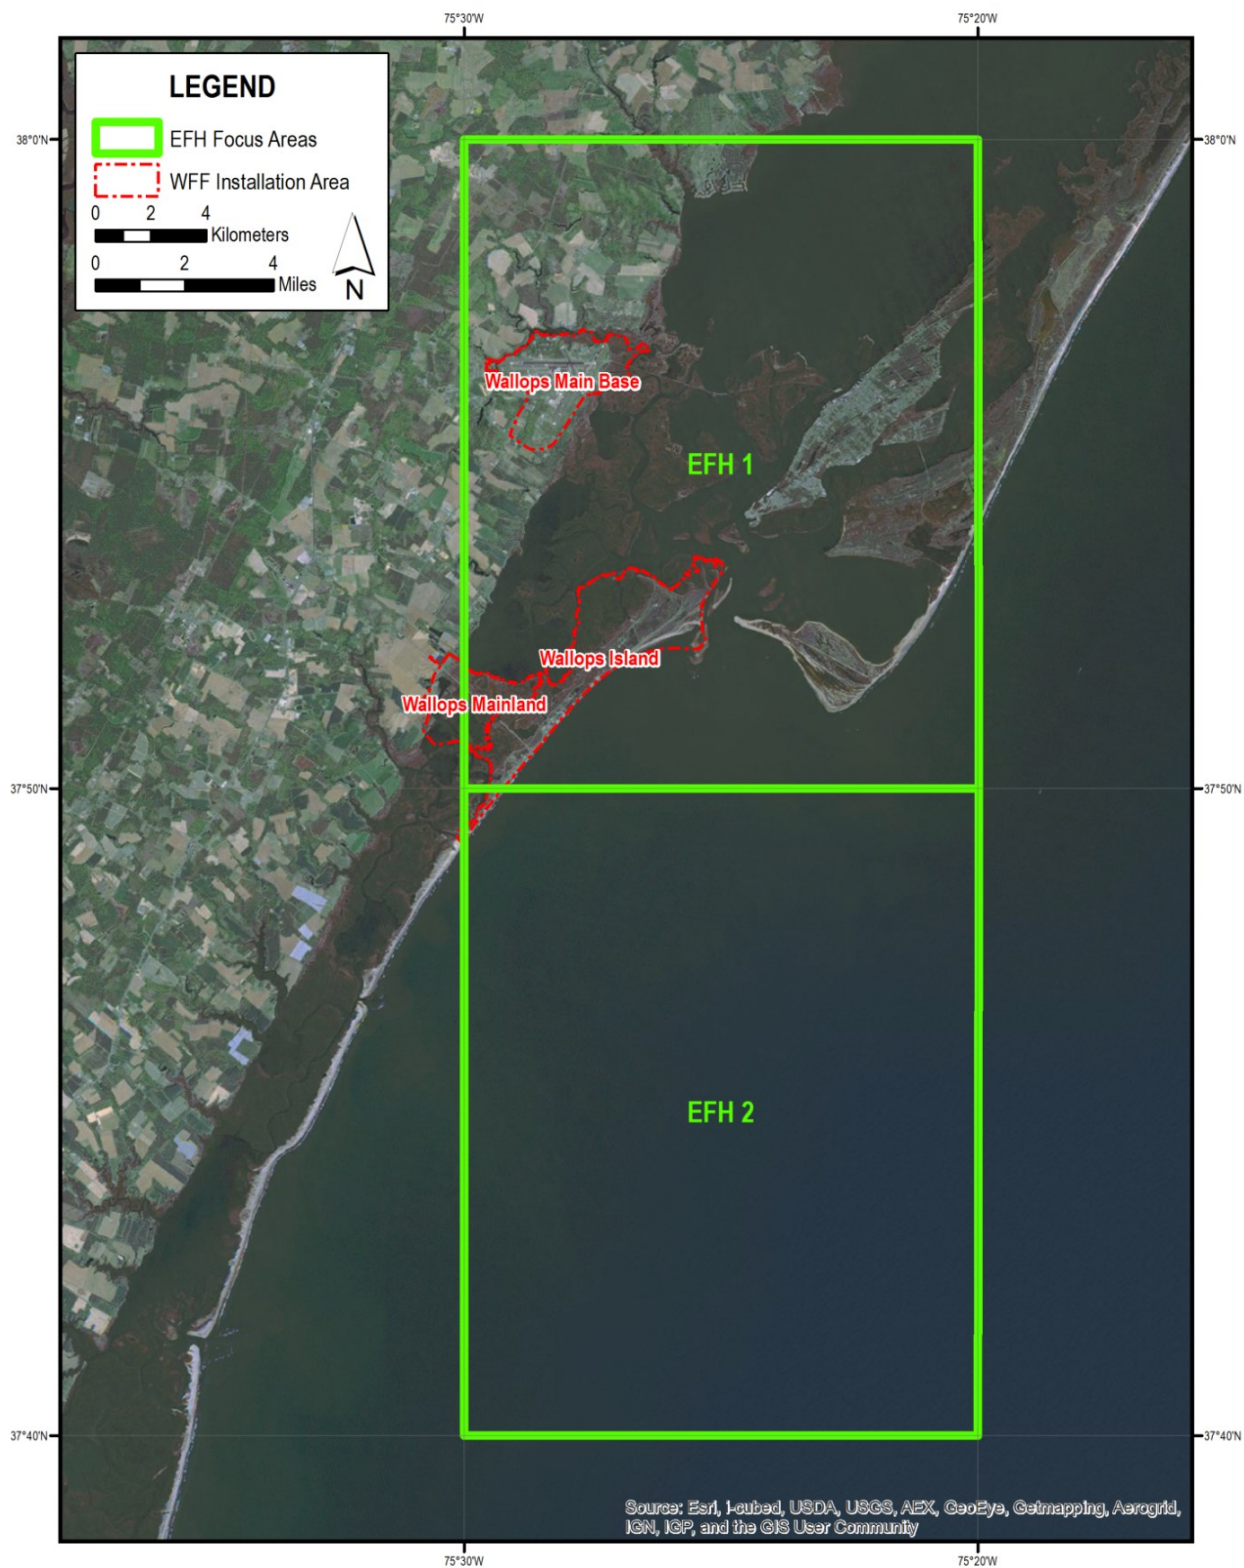 75°30'W 75°20'W
LEGEND
EFH Focus Areas
WFF Installation Area
0 2 4
Kilometers
0 2 4
Miles
N
38°0'N 38°0'N
Wallops Main Base
EFH 1
Wallops Island
Wallops Mainland
37°50'N 37°50'N
EFH 2
37°40'N 37°40'N
Source: Esri, i-cubed, USDA, USGS, AEX, GeoEye, Getmapping, Aerogrid,
IGN, IGP, and the GIS User Community
75°30'W 75°20'W